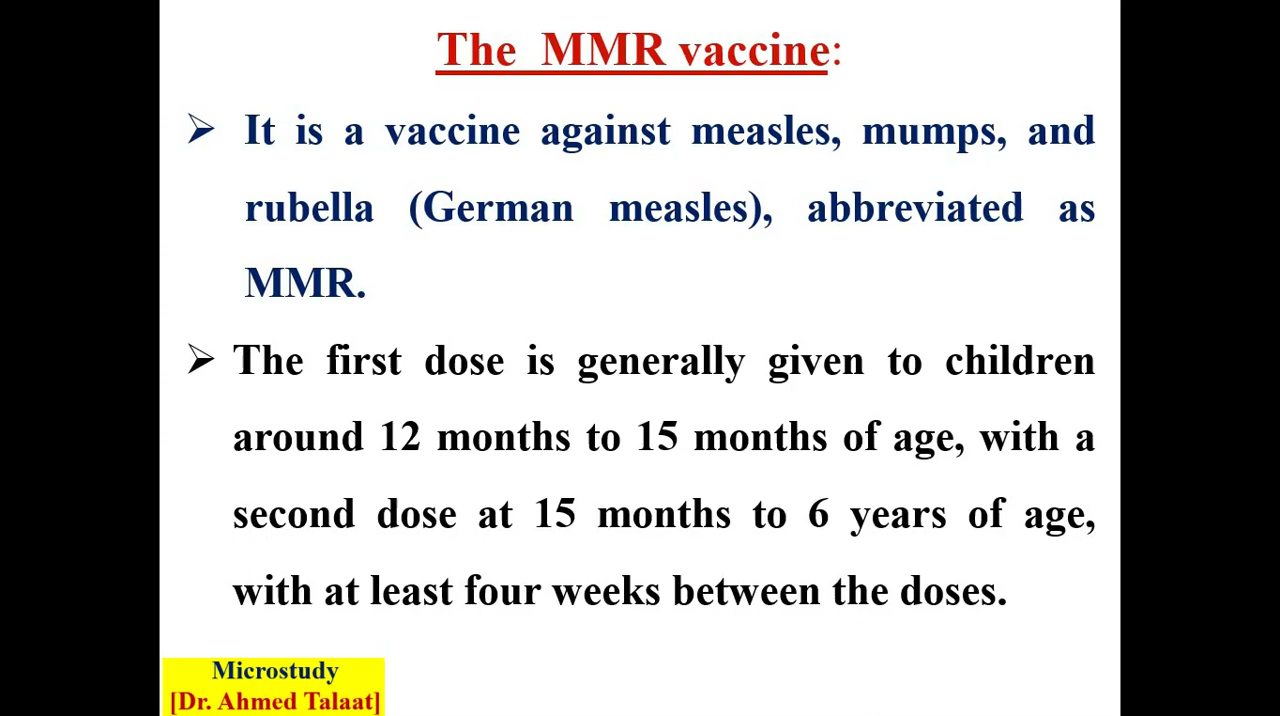 The MMR vaccine:
➢ It is a vaccine against measles, mumps, and
rubella (German measles), abbreviated as
MMR.
➢ The first dose is generally given to children
around 12 months to 15 months of age, with a
second dose at 15 months to 6 years of age,
with at least four weeks between the doses.
Microstudy
[Dr. Ahmed Talaat]